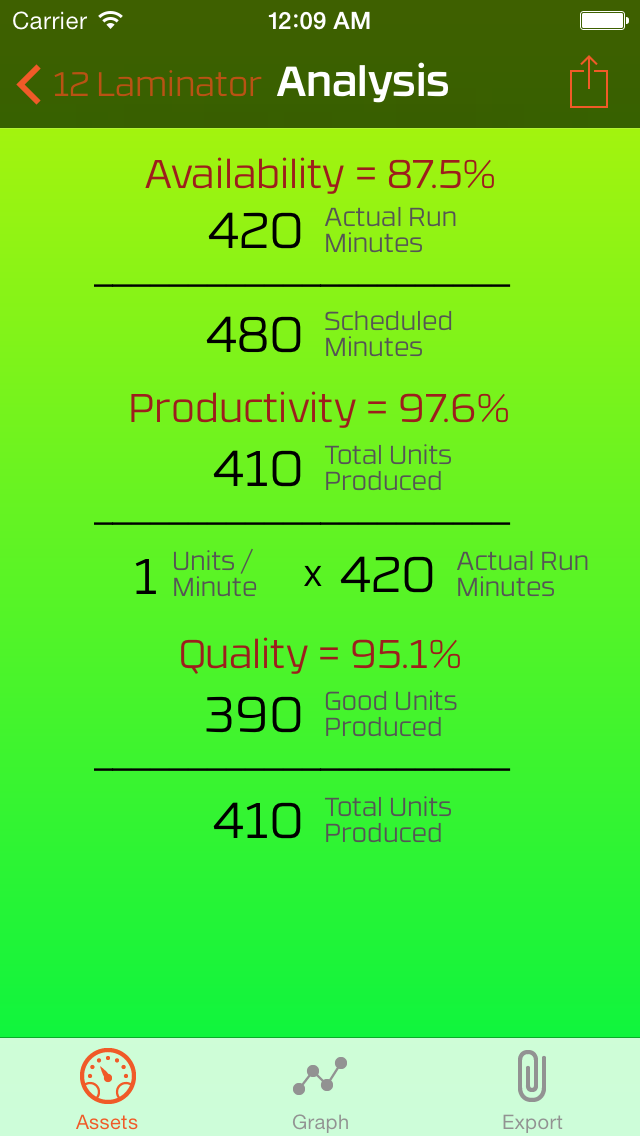 Carrier 12:09 AM
12 Laminator Analysis
Availability = 87.5%
420 Actual Run
Minutes
480 Scheduled
Minutes
Productivity = 97.6%
410 Total Units
Produced
1 Units /
Minute
x 420 Actual Run
Minutes
Quality = 95.1%
390 Good Units
Produced
410 Total Units
Produced
Assets Graph Export